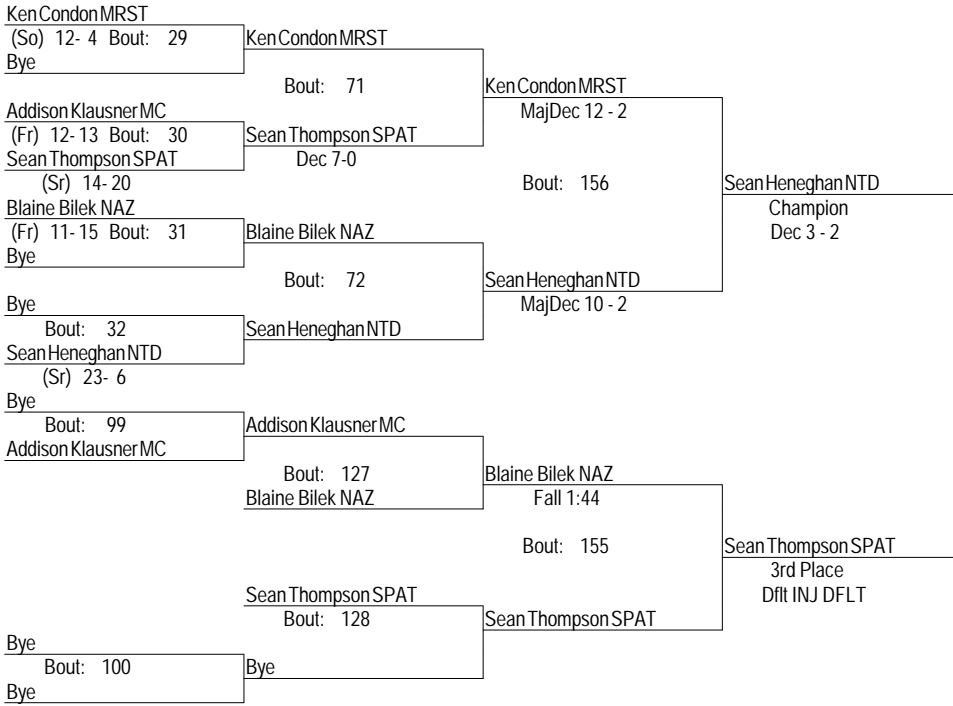 Ken Condon MRST
(So) 12- 4 Bout: 29
Ken Condon MRST
Bye
Bout: 71
Ken Condon MRST
Addison Klausner MC
MajDec 12 - 2
(Fr) 12- 13 Bout: 30
Sean Thompson SPAT
Sean Thompson SPAT
Dec 7-0
(Sr) 14- 20
Bout: 156
Sean Heneghan NTD
Blaine Bilek NAZ
Champion
(Fr) 11- 15 Bout: 31
Blaine Bilek NAZ
Dec 3 - 2
Bye
Bout: 72
Sean Heneghan NTD
Bye
MajDec 10 - 2
Bout: 32
Sean Heneghan NTD
Sean Heneghan NTD
(Sr) 23- 6
Bye
Bout: 99
Addison Klausner MC
Addison Klausner MC
Bout: 127
Blaine Bilek NAZ
Blaine Bilek NAZ
Fall 1:44
Bout: 155
Sean Thompson SPAT
3rd Place
Sean Thompson SPAT
Dflt INJ DFLT
Bout: 128
Sean Thompson SPAT
Bye
Bout: 100
Bye
Bye